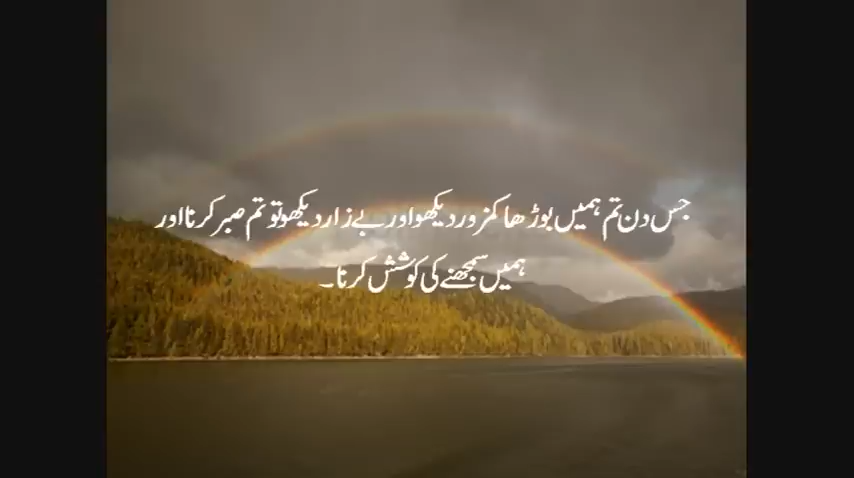 جس دن تم ہمیں بوڑھا کمزور دیکھو اور بے زار دیکھو تو تم صبر کرنا اور
ہمیں سمجھنے کی کوشش کرنا۔